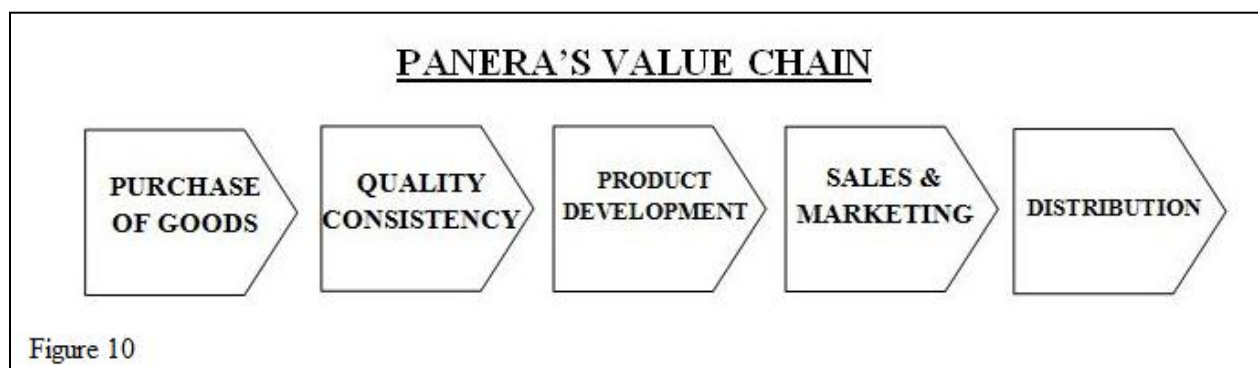 PANERA'S VALUE CHAIN
PURCHASE
OF GOODS
QUALITY
CONSISTENCY
PRODUCT
DEVELOPMENT
SALES &
MARKETING
DISTRIBUTION
Figure 10